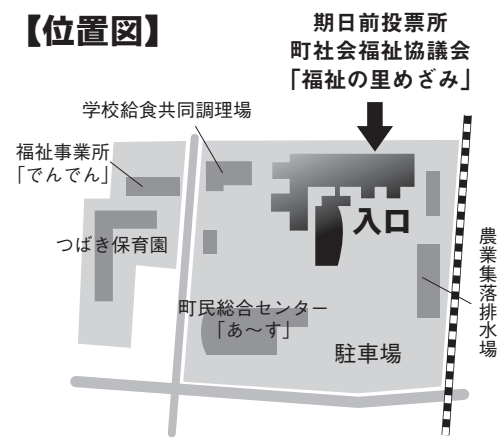 【位置図】
期日前投票所
町社会福祉協議会
「福祉の里めざみ」
学校給食共同調理場
福祉事業所
「でんでん」
つばき保育園
入口
農業集落排水場
町民総合センター
「あ〜す」
駐車場